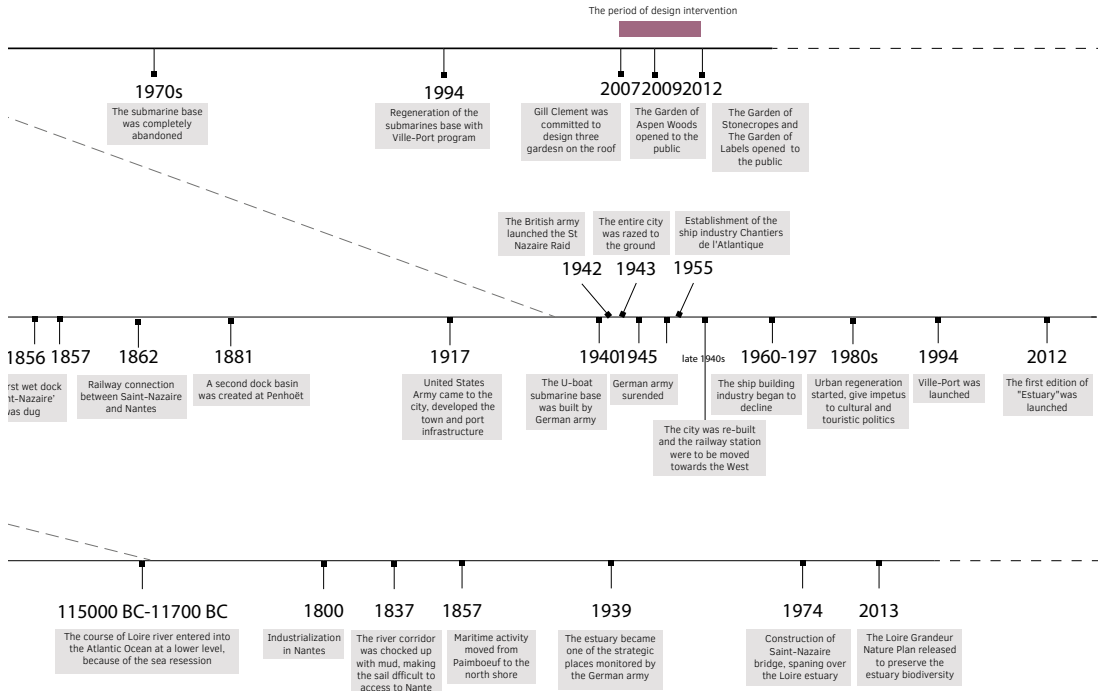 The period of design intervention
1970s
The submarine base
was completely
abandoned
1994
Regeneration of the
submarines base with
Ville-Port program
2007
Gill Clement was
committed to
design three
gardesn on the roof
2009
The Garden of
Aspen Woods
opened to the
public
2012
The Garden of
Stonecropes and
The Garden of
Labels opened to
the public
The British army
launched the St
Nazaire Raid
1942
The entire city
was razed to
the ground
1943
Establishment of the
ship industry Chantiers
de l'Atlantique
1955
1856
rst wet dock
nt-Nazaire'
was dug
1857
1862
Railway connection
between Saint-Nazaire
and Nantes
1881
A second dock basin
was created at Penhoët
1917
United States
Army came to the
city, developed the
town and port
infrastructure
1940
The U-boat
submarine base
was built by
German army
1945
German army
surended
late 1940s
The city was re-built
and the railway station
were to be moved
towards the West
1960-197
The ship building
industry began to
decline
1980s
Urban regeneration
started, give impetus
to cultural and
touristic politics
1994
Ville-Port was
launched
2012
The first edition of
"Estuary"was
launched
115000 BC-11700 BC
The course of Loire river entered into
the Atlantic Ocean at a lower level,
because of the sea resession
1800
Industrialization
in Nantes
1837
The river corridor
was chocked up
with mud, making
the sail dfficult to
access to Nante
1857
Maritime activity
moved from
Paimboeuf to the
north shore
1939
The estuary became
one of the strategic
places monitored by
the German army
1974
Construction of
Saint-Nazaire
bridge, spaning over
the Loire estuary
2013
The Loire Grandeur
Nature Plan released
to preserve the
estuary biodiversity